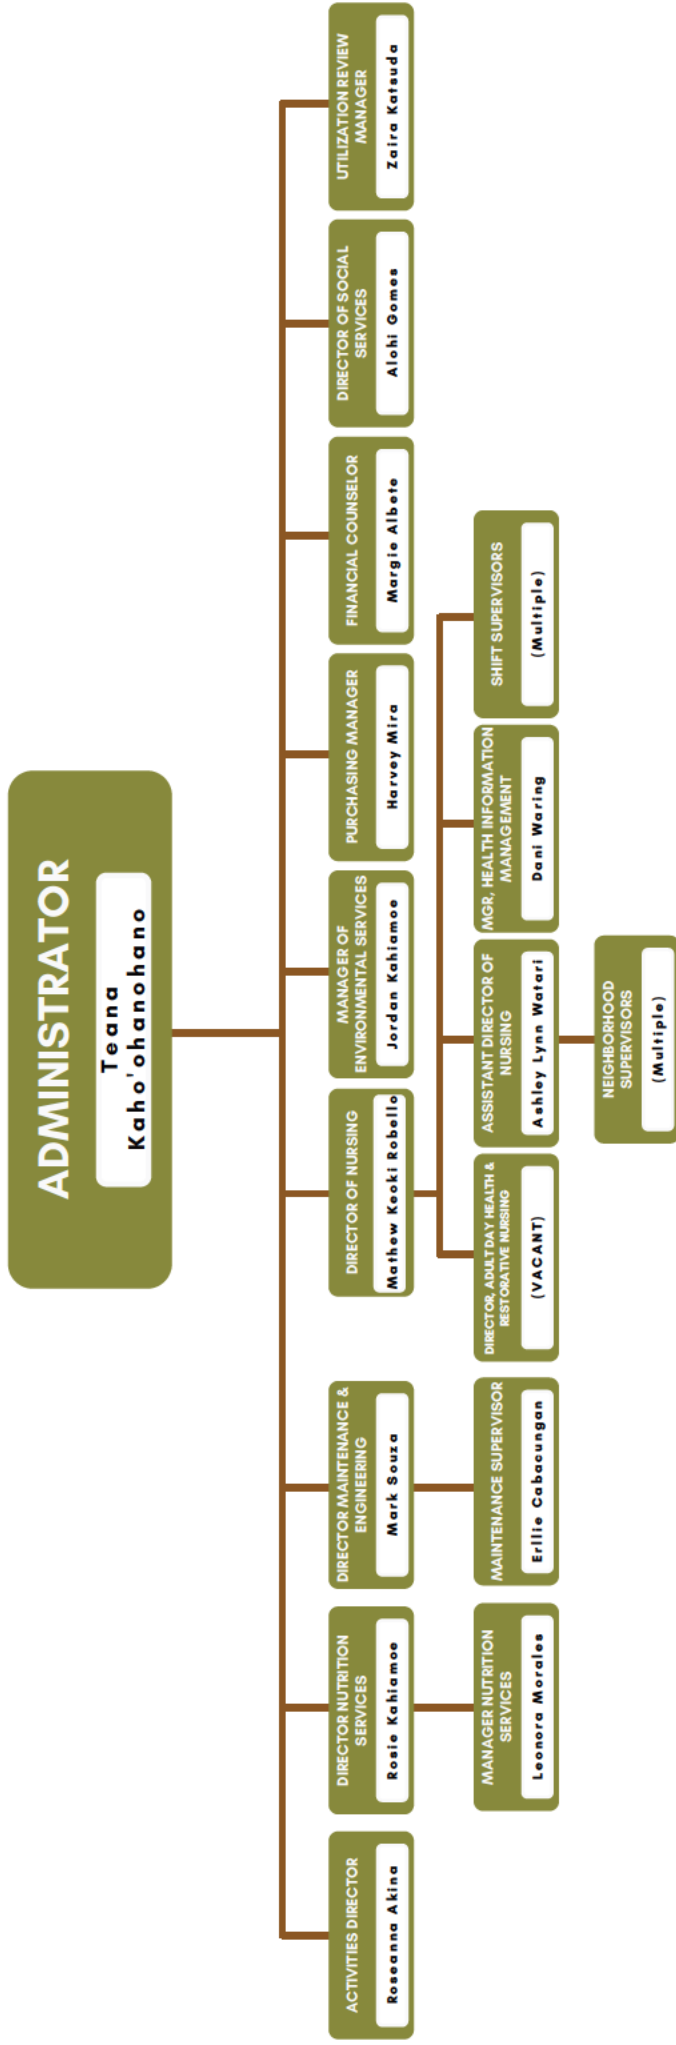 ADMINISTRATOR
Teana
Kaho'ohanohano
ACTIVITIES DIRECTOR
Roseanna Akina
DIRECTOR NUTRITION
SERVICES
Rosie Kahiamoe
DIRECTOR MAINTENANCE &
ENGINEERING
Mark Souza
DIRECTOR OF NURSING
Mathew Keoki Robello
MANAGER OF
ENVIRONMENTAL SERVICES
Jordan Kahiamoe
PURCHASING MANAGER
Harvey Mira
FINANCIAL COUNSELOR
Margie Albete
DIRECTOR OF SOCIAL
SERVICES
Alohi Gomes
UTILIZATION REVIEW
MANAGER
Zaira Katsuda
MANAGER NUTRITION
SERVICES
Leonora Morales
MAINTENANCE SUPERVISOR
Erllie Cabacungan
DIRECTOR, ADULT DAY HEALTH &
RESTORATIVE NURSING
(VACANT)
ASSISTANT DIRECTOR OF
NURSING
Ashley Lynn Watari
MGR, HEALTH INFORMATION
MANAGEMENT
Dani Waring
SHIFT SUPERVISORS
(Multiple)
NEIGHBORHOOD
SUPERVISORS
(Multiple)